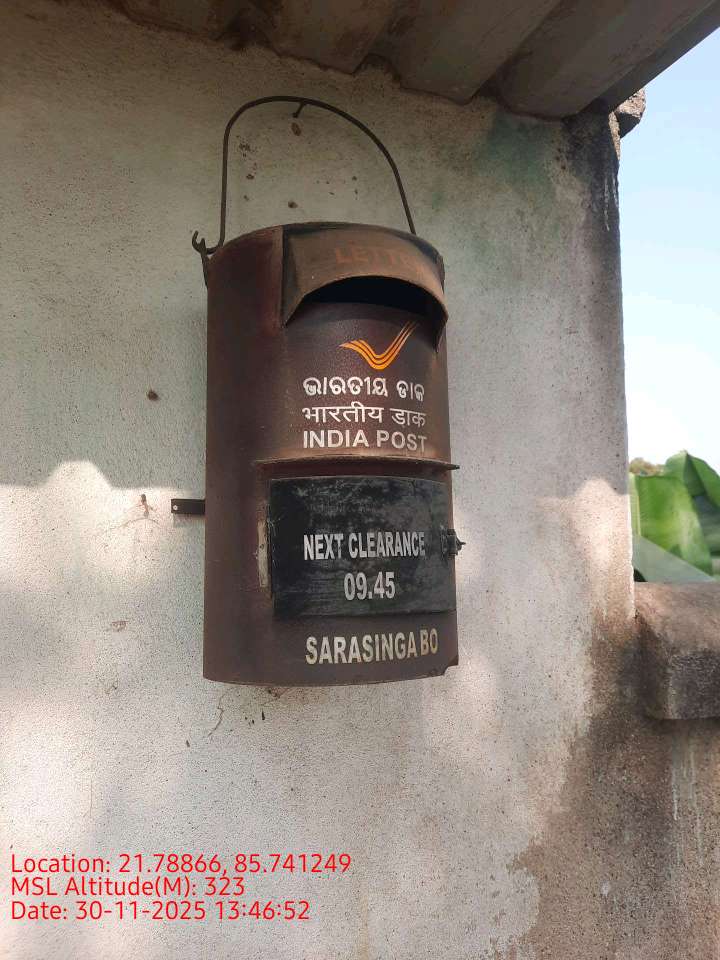 LETTER
ଭାରତୀୟ ଡାକ
भारतीय डाक
INDIA POST
NEXT CLEARANCE
09.45
SARASINGA BO
Location: 21.78866, 85.741249
MSL Altitude(M): 323
Date: 30-11-2025 13:46:52